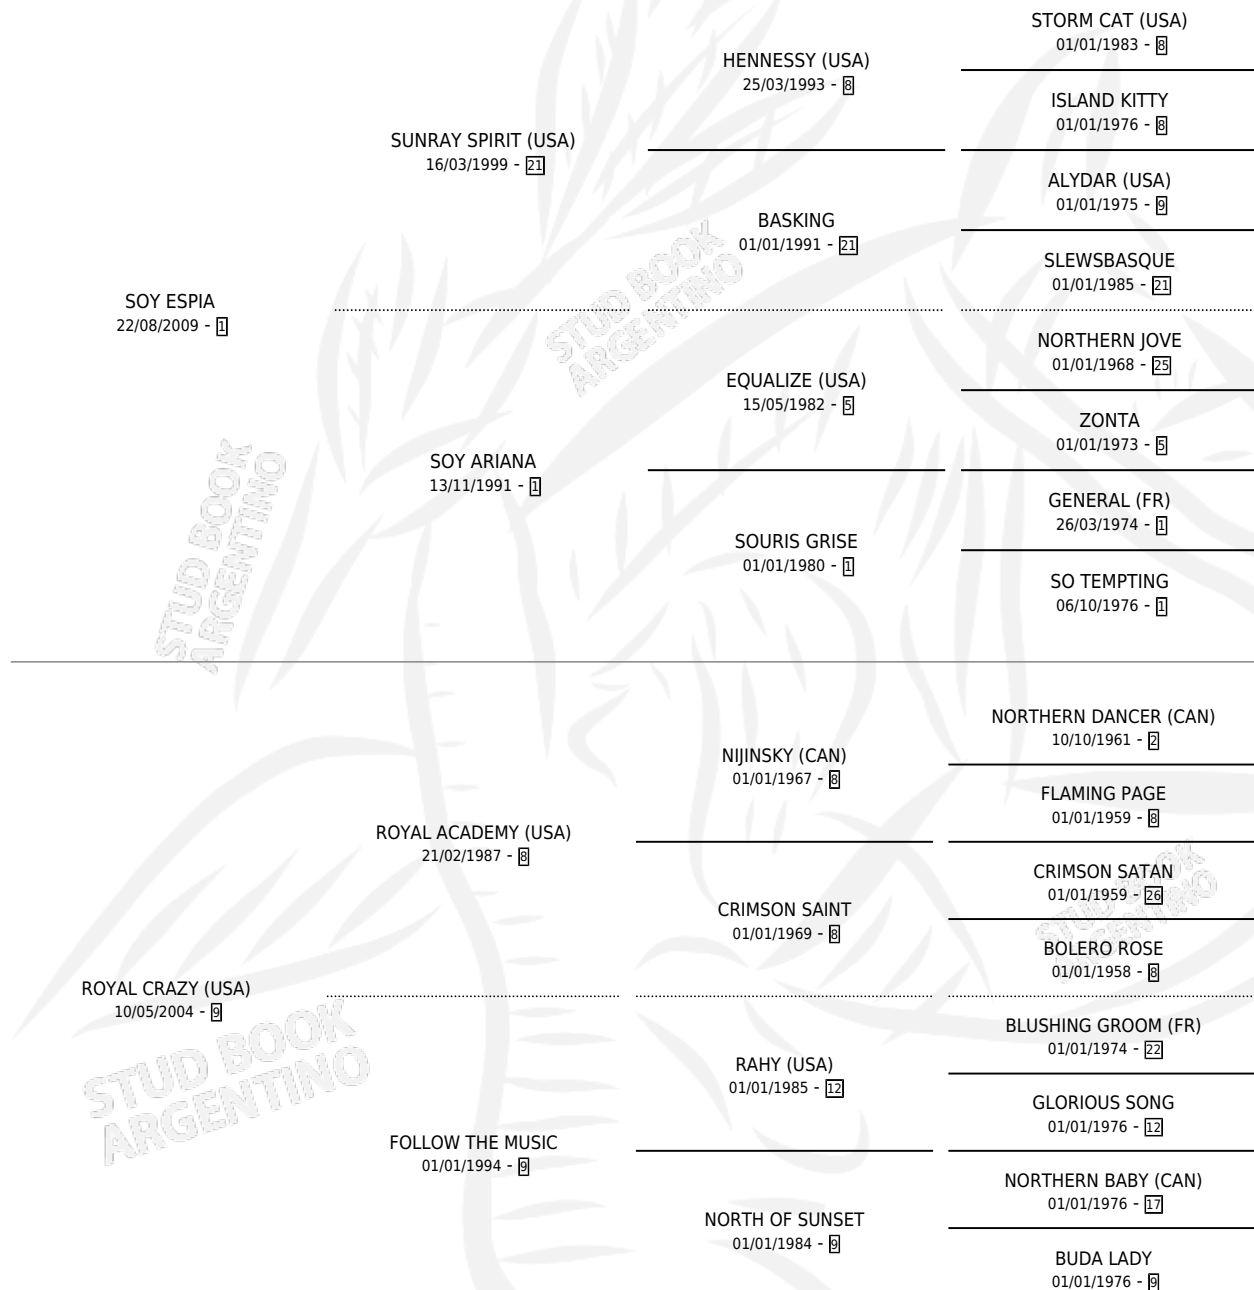 STORM CAT (USA)
01/01/1983 - 8
HENNESSY (USA)
25/03/1993 - 8
ISLAND KITTY
01/01/1976 - 8
SUNRAY SPIRIT (USA)
16/03/1999 - 21
ALYDAR (USA)
01/01/1975 - 9
BASKING
01/01/1991 - 21
SLEWSBASQUE
01/01/1985 - 21
SOY ESPIA
22/08/2009 - 1
NORTHERN JOVE
01/01/1968 - 25
EQUALIZE (USA)
15/05/1982 - 5
ZONTA
01/01/1973 - 5
SOY ARIANA
13/11/1991 - 1
GENERAL (FR)
26/03/1974 - 1
SOURIS GRISE
01/01/1980 - 1
SO TEMPTING
06/10/1976 - 1
NORTHERN DANCER (CAN)
10/10/1961 - 2
NIJINSKY (CAN)
01/01/1967 - 8
FLAMING PAGE
01/01/1959 - 8
ROYAL ACADEMY (USA)
21/02/1987 - 8
CRIMSON SATAN
01/01/1959 - 26
CRIMSON SAINT
01/01/1969 - 8
BOLERO ROSE
01/01/1958 - 8
ROYAL CRAZY (USA)
10/05/2004 - 9
BLUSHING GROOM (FR)
01/01/1974 - 22
RAHY (USA)
01/01/1985 - 12
GLORIOUS SONG
01/01/1976 - 12
FOLLOW THE MUSIC
01/01/1994 - 9
NORTHERN BABY (CAN)
01/01/1976 - 17
NORTH OF SUNSET
01/01/1984 - 9
BUDA LADY
01/01/1976 - 9
STUD BOOK
ARGENTINO
STUD BOOK
ARGENTINO
STUD BOOK
ARGENTINO
STUD BOOK
ARGENTINO